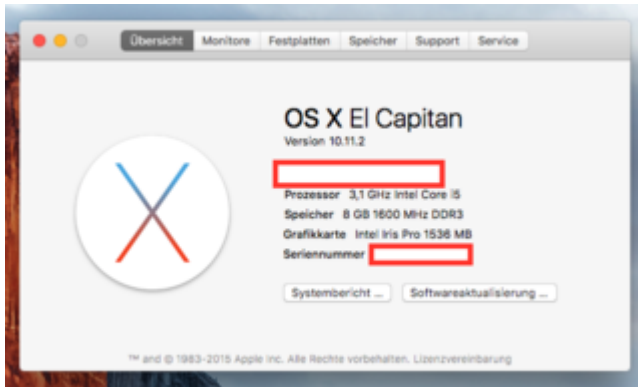 Übersicht Monitore Festplatten Speicher Support Service
OS X El Capitan
Version 10.11.2
Prozessor 3,1 GHz Intel Core i5
Speicher 8 GB 1600 MHz DDR3
Grafikkarte Intel Iris Pro 1536 MB
Seriennummer
Systembericht ... Softwareaktualisierung ...
™ and © 1983-2015 Apple Inc. Alle Rechte vorbehalten. Lizenzvereinbarung